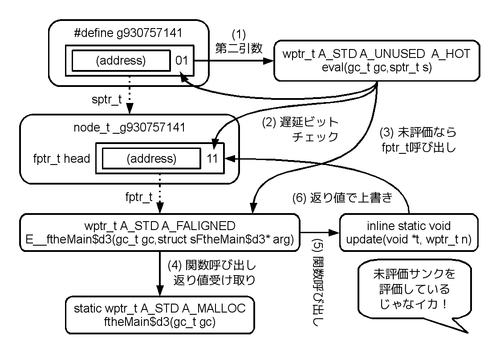 #define g930757141
(address) 01
(1)
第二引数
wptr_t A_STD A_UNUSED A_HOT
eval(gc_t gc,sptr_t s)
sptr_t
node_t _g930757141
fptr_t head
(address) 11
(2) 遅延ビット
チェック
(3) 未評価なら
fptr_t呼び出し
fptr_t
(6) 返り値で上書き
wptr_t A_STD A_FALIGNED
E__ftheMain$d3(gc_t gc,struct sFtheMain$d3* arg)
(5) 関数呼び出し
inline static void
update(void *t, wptr_t n)
(4) 関数呼び出し
返り値受け取り
static wptr_t A_STD A_MALLOC
ftheMain$d3(gc_t gc)
未評価サンクを
評価している
じゃなイカ！